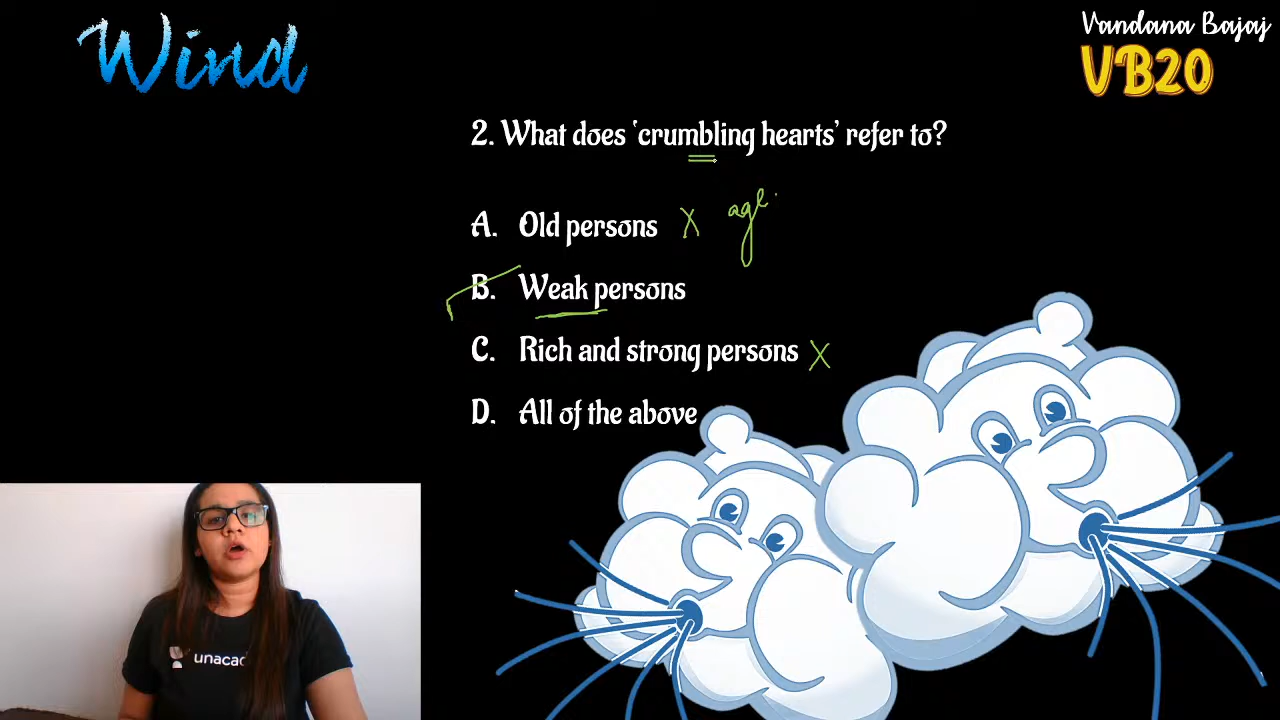 Wind
Vandana Bajaj
VB20
2. What does 'crumbling hearts' refer to?
A. Old persons X age.
B. Weak persons
C. Rich and strong persons X
D. All of the above
unacad